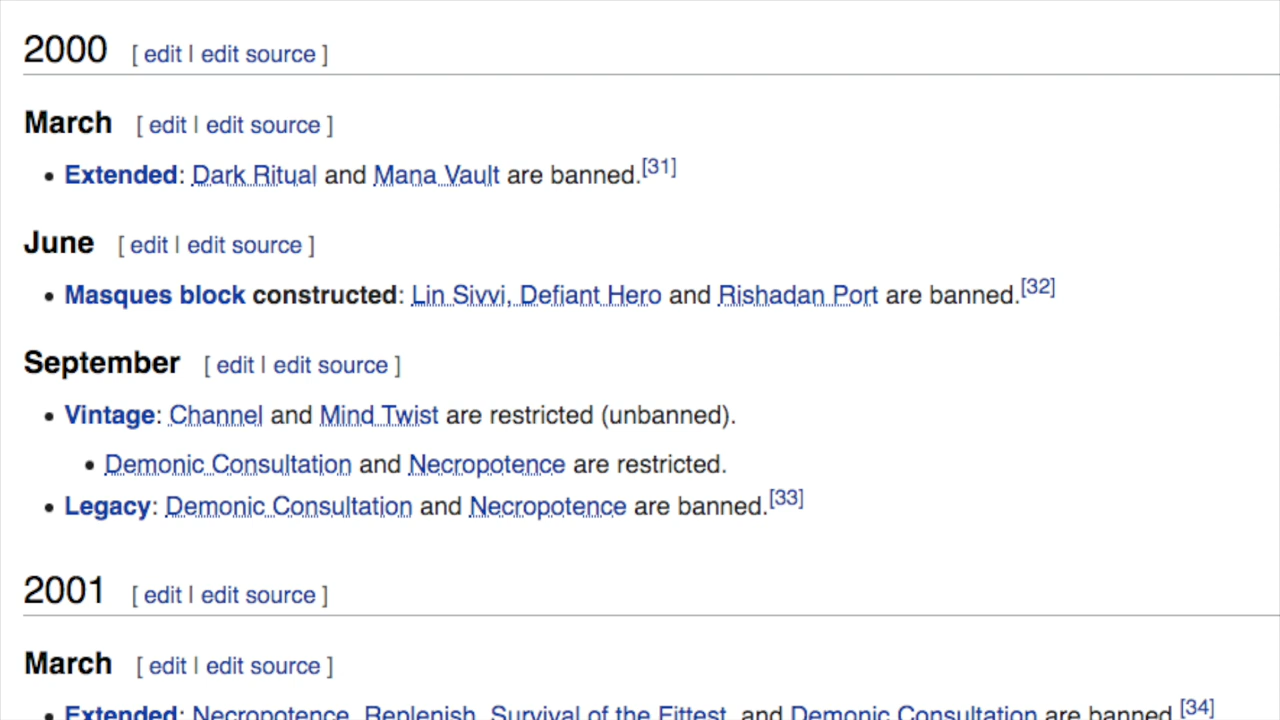 2000 [ edit | edit source ]
March [ edit | edit source ]
• Extended: Dark Ritual and Mana Vault are banned.[31]
June [ edit | edit source ]
• Masques block constructed: Lin Sivvi, Defiant Hero and Rishadan Port are banned.[32]
September [ edit | edit source ]
• Vintage: Channel and Mind Twist are restricted (unbanned).
• Demonic Consultation and Necropotence are restricted.
• Legacy: Demonic Consultation and Necropotence are banned.[33]
2001 [ edit | edit source ]
March [ edit | edit source ]
• Extended: Necropotence, Replenish, Survival of the Fittest, and Demonic Consultation are banned.[34]